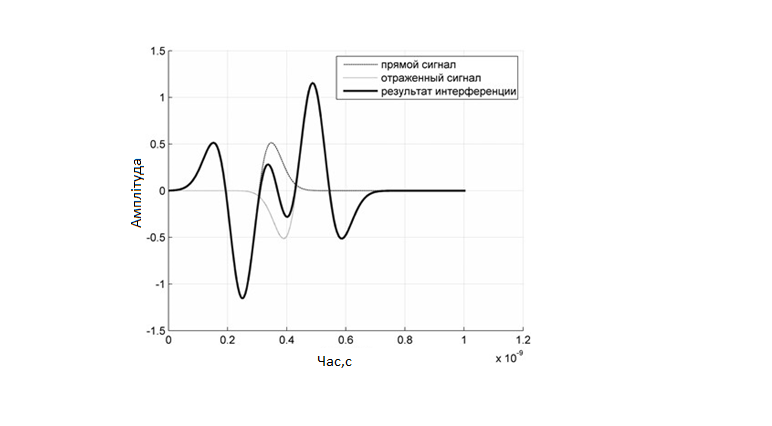 1.5
прямой сигнал
отраженный сигнал
результат интерференции
1
0.5
0
-0.5
-1
-1.5
Амплітуда
0 0.2 0.4 0.6 0.8 1 1.2
x 10⁻⁹
Час,с